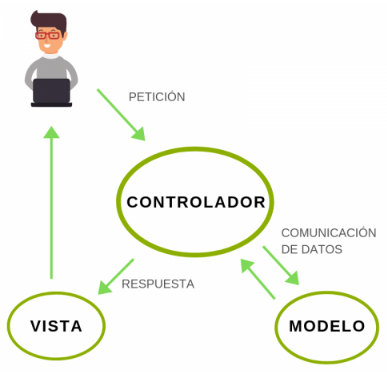 PETICIÓN
CONTROLADOR
COMUNICACIÓN
DE DATOS
RESPUESTA
VISTA
MODELO